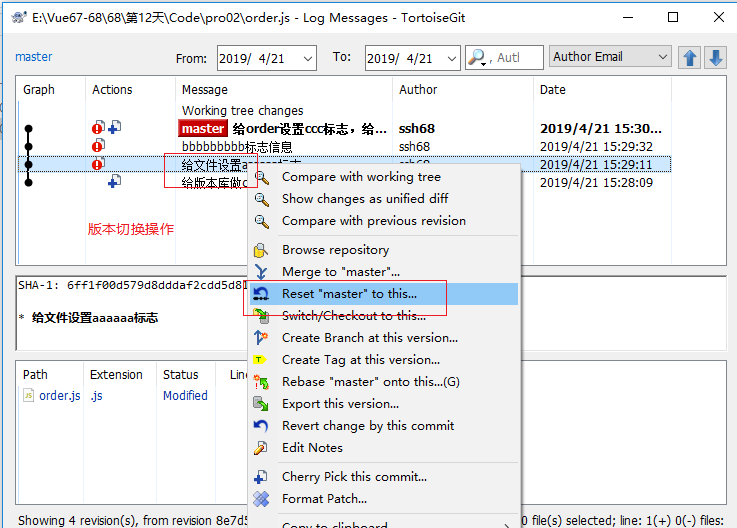 E:\Vue67-68\68\第12天\Code\pro02\order.js - Log Messages - TortoiseGit
master From: 2019/ 4/21 To: 2019/ 4/21 , Autl Author Email
Graph Actions Message Author Date
Working tree changes
master 给order设置ccc标志，给... ssh68 2019/4/21 15:30...
bbbbbbbbb标志信息 ssh68 2019/4/21 15:29:32
给文件设置aaaaaa标志 ssh68 2019/4/21 15:29:11
给版本库做 ssh68 2019/4/21 15:28:09
版本切换操作
Compare with working tree
Show changes as unified diff
Compare with previous revision
Browse repository
Merge to "master"...
Reset "master" to this...
Switch/Checkout to this...
Create Branch at this version...
Create Tag at this version...
Rebase "master" onto this...(G)
Export this version...
Revert change by this commit
Edit Notes
Cherry Pick this commit...
Format Patch...
Copy to clipboard
SHA-1: 6ff1f00d579d8dddaf2cdd5d81
* 给文件设置aaaaaa标志
Path Extension Status Line
order.js .js Modified
Showing 4 revision(s), from revision 8e7d5
0 file(s) selected; line: 1(+) 0(-) files: